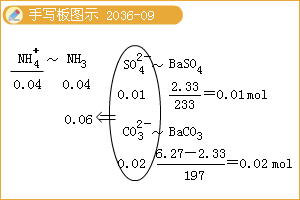 手写板图示 2036-09
NH₄⁺ ~ NH₃
0.04 0.04
0.06 ⇐
SO₄²⁻ ~ BaSO₄
0.01 2.33/233 = 0.01 mol
CO₃²⁻ ~ BaCO₃
0.02 6.27-2.33/197 = 0.02 mol